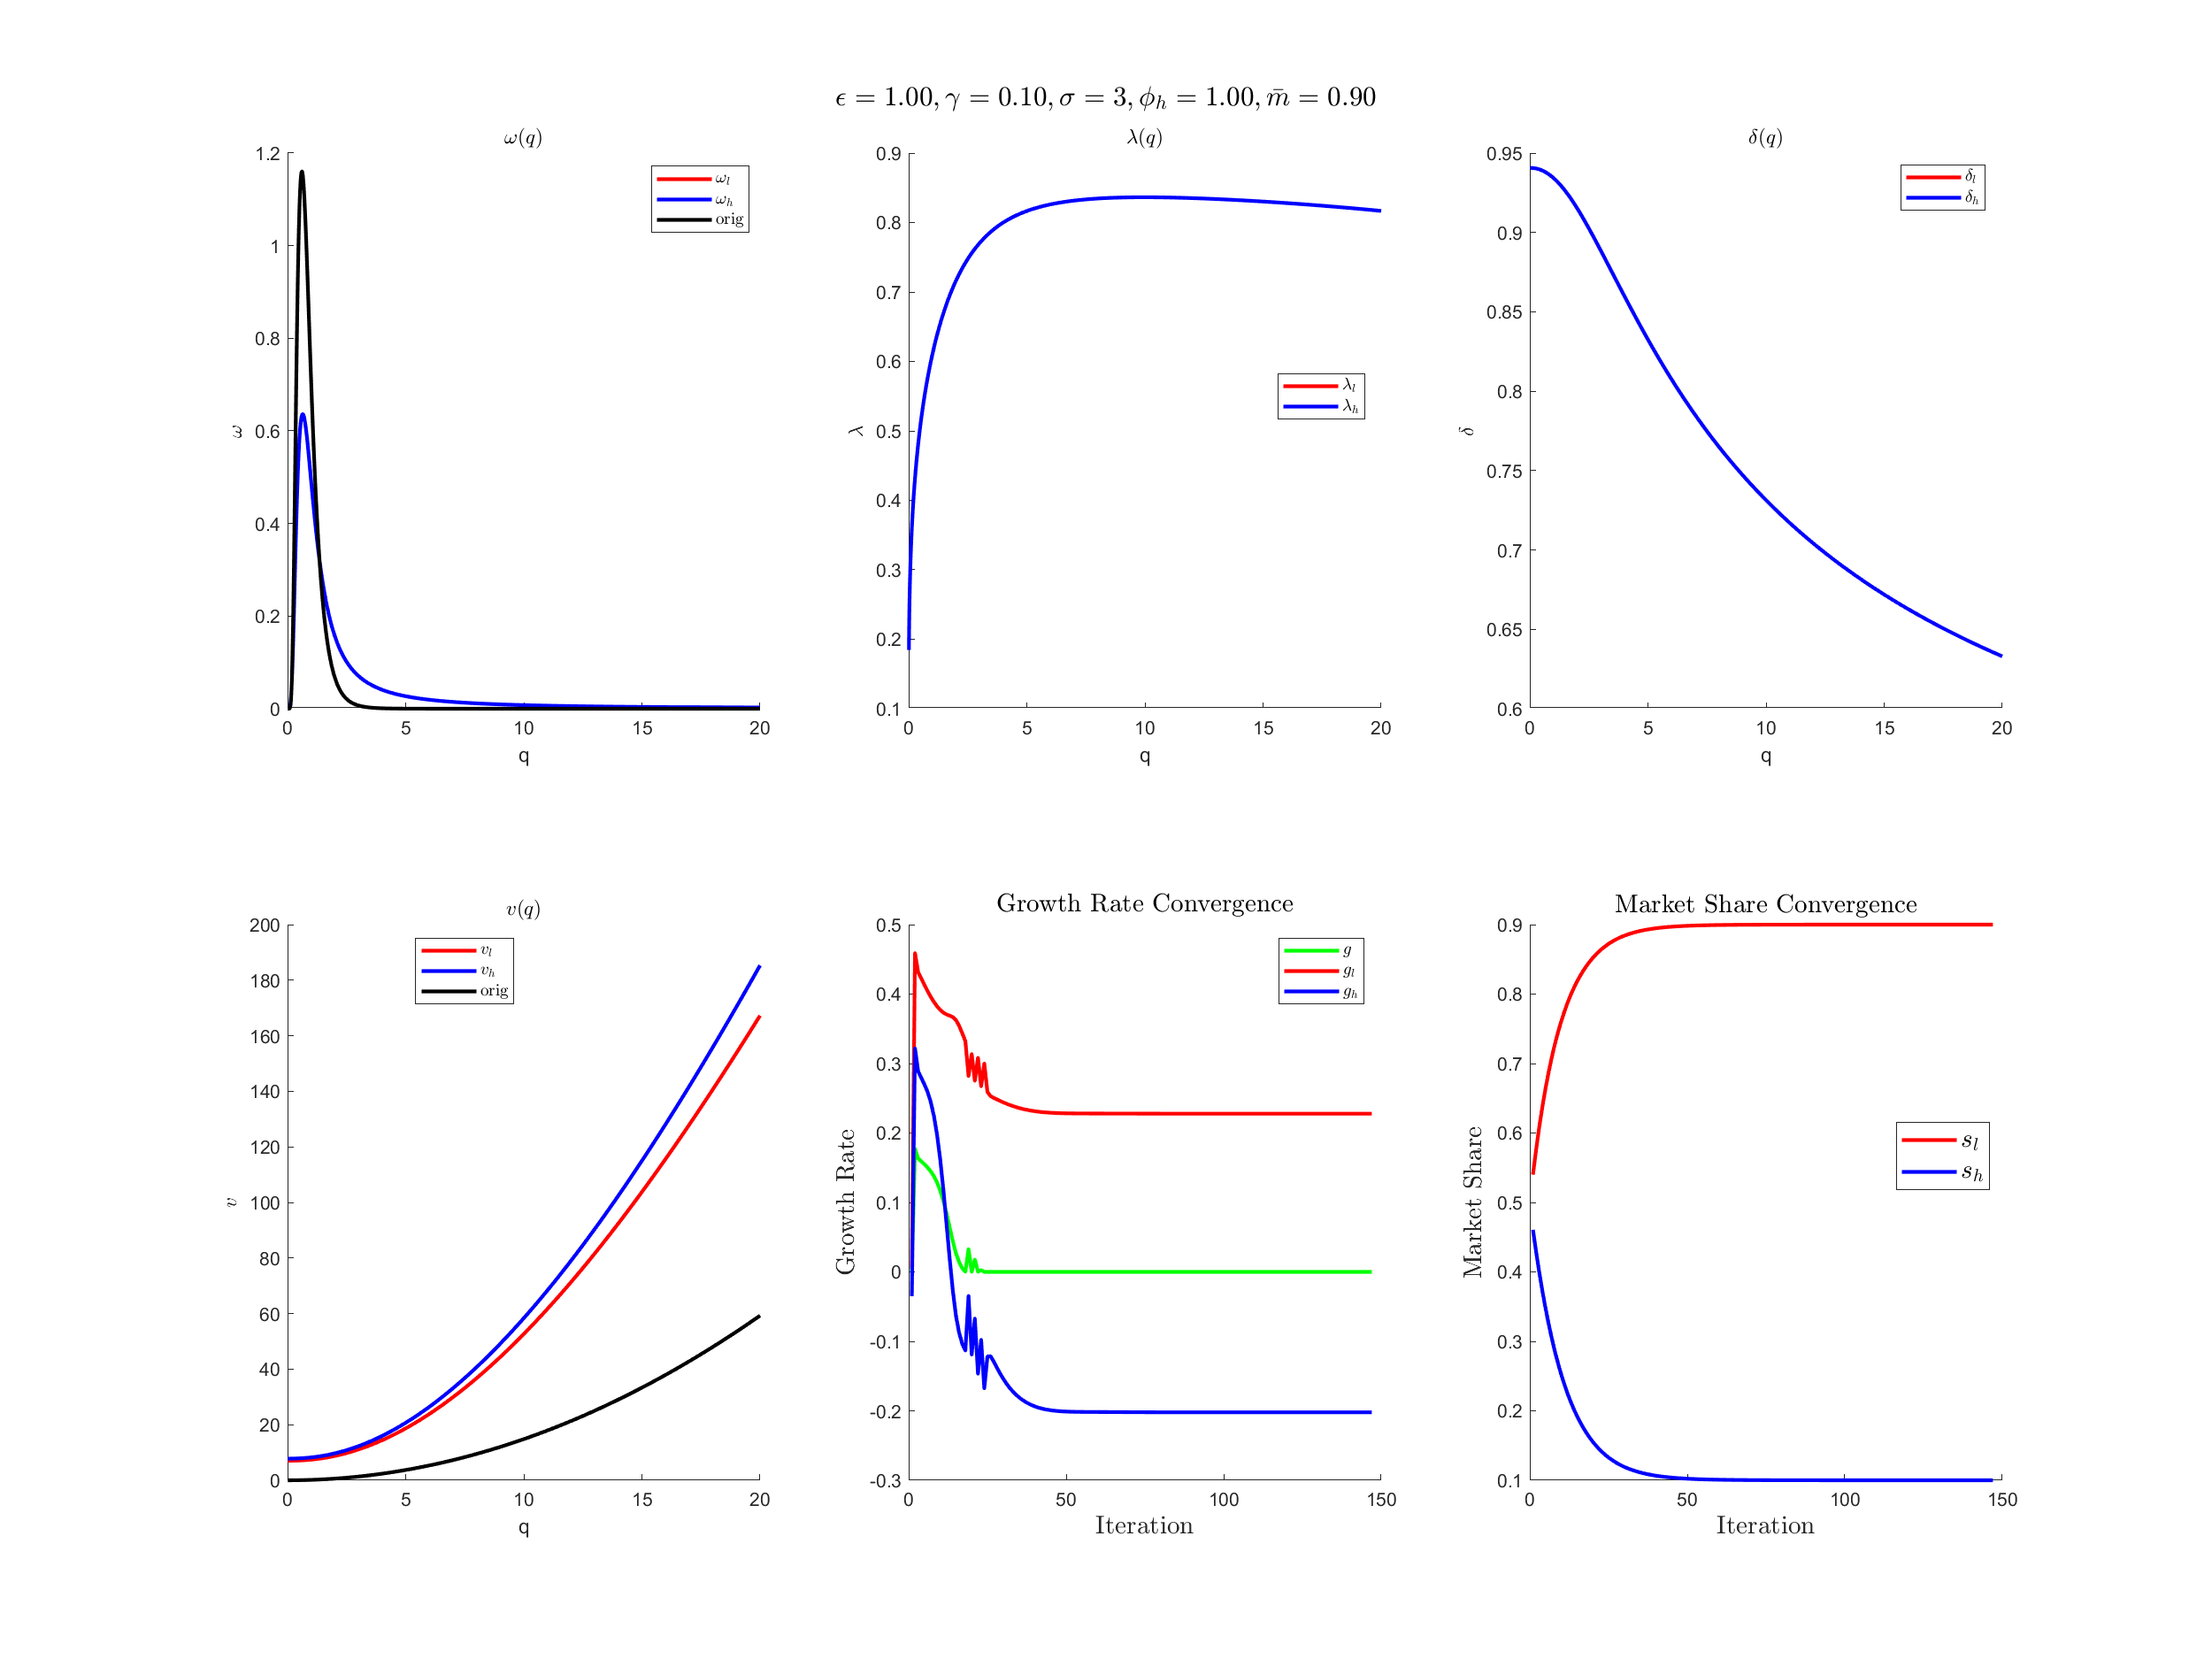 ϵ = 1.00, γ = 0.10, σ = 3, ϕ_h = 1.00, m̄ = 0.90
ω(q)
1.2
1
0.8
0.6
0.4
0.2
0
ω
0 5 10 15 20
q
ω_l
ω_h
orig
λ(q)
0.9
0.8
0.7
0.6
0.5
0.4
0.3
0.2
0.1
λ
0 5 10 15 20
q
λ_l
λ_h
δ(q)
0.95
0.9
0.85
0.8
0.75
0.7
0.65
0.6
δ
0 5 10 15 20
q
δ_l
δ_h
v(q)
200
180
160
140
120
100
80
60
40
20
0
v
0 5 10 15 20
q
v_l
v_h
orig
Growth Rate Convergence
0.5
0.4
0.3
0.2
0.1
0
-0.1
-0.2
-0.3
Growth Rate
0 50 100 150
Iteration
g
g_l
g_h
Market Share Convergence
0.9
0.8
0.7
0.6
0.5
0.4
0.3
0.2
0.1
Market Share
0 50 100 150
Iteration
s_l
s_h